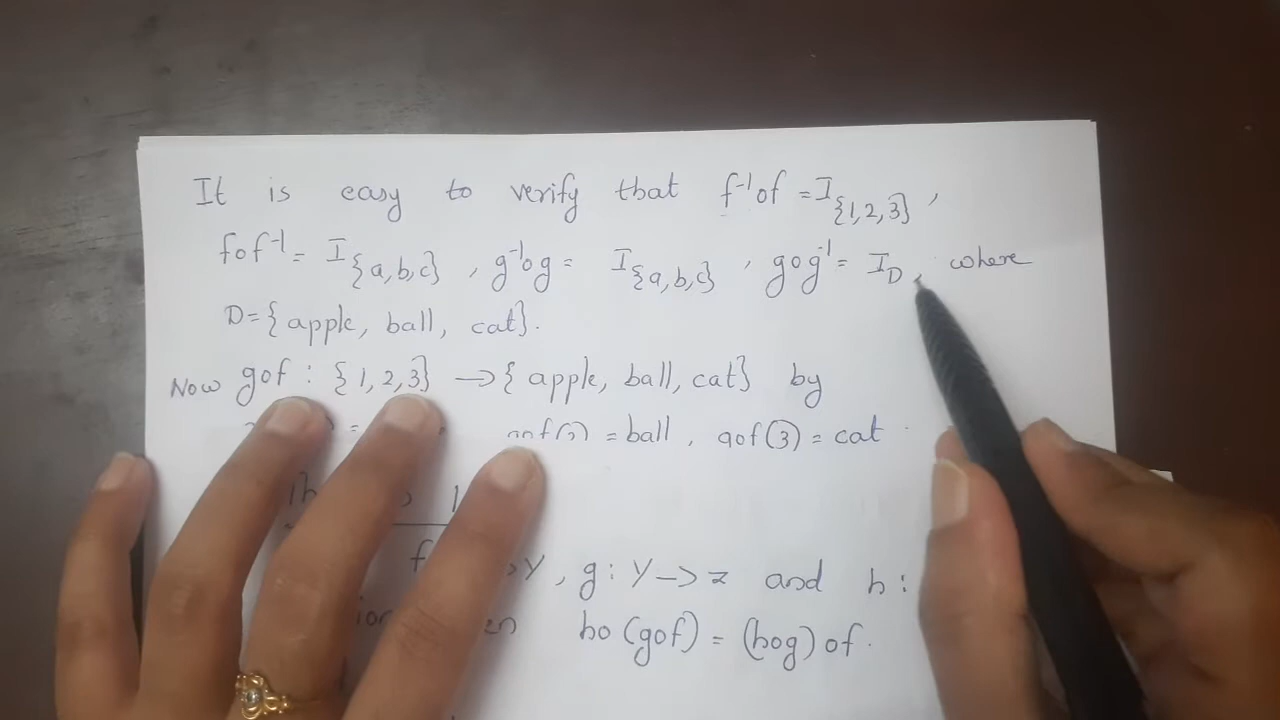 It is easy to verify that f⁻¹of = I{1,2,3} ,
fof⁻¹ = I{a,b,c} , g⁻¹og = I{a,b,c} , gog⁻¹ = I_D , where
D = {apple, ball, cat}.
Now gof : {1,2,3} → {apple, ball, cat} by
= ball , gof(3) = cat .
Y , g : Y → z and h :
ho(gof) = (hog)of.